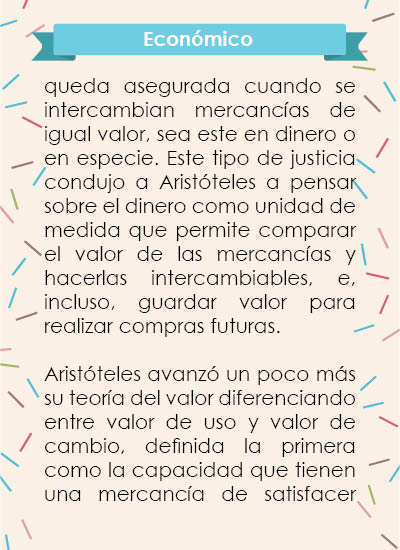 Económico
queda asegurada cuando se
intercambian mercancías de
igual valor, sea este en dinero o
en especie. Este tipo de justicia
condujo a Aristóteles a pensar
sobre el dinero como unidad de
medida que permite comparar
el valor de las mercancías y
hacerlas intercambiables, e,
incluso, guardar valor para
realizar compras futuras.
Aristóteles avanzó un poco más
su teoría del valor diferenciando
entre valor de uso y valor de
cambio, definida la primera
como la capacidad que tienen
una mercancía de satisfacer